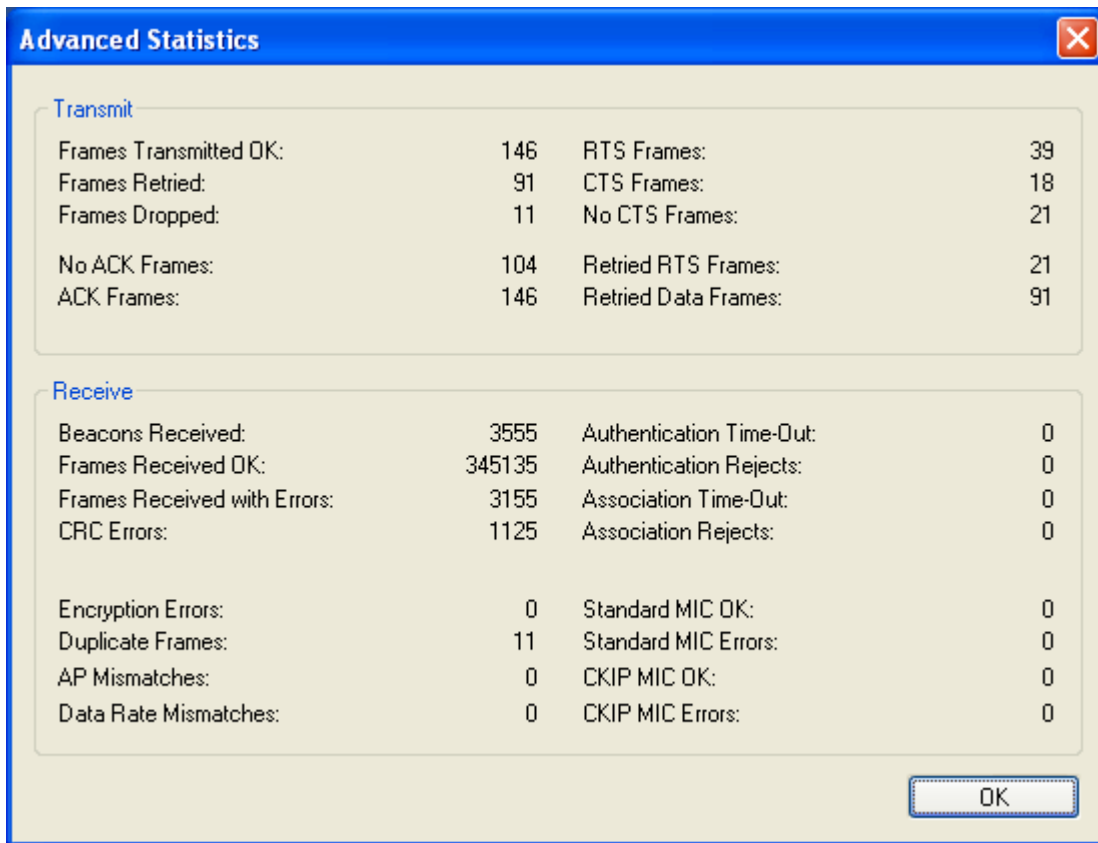 Advanced Statistics
Transmit
Frames Transmitted OK: 146 RTS Frames: 39
Frames Retried: 91 CTS Frames: 18
Frames Dropped: 11 No CTS Frames: 21
No ACK Frames: 104 Retried RTS Frames: 21
ACK Frames: 146 Retried Data Frames: 91
Receive
Beacons Received: 3555 Authentication Time-Out: 0
Frames Received OK: 345135 Authentication Rejects: 0
Frames Received with Errors: 3155 Association Time-Out: 0
CRC Errors: 1125 Association Rejects: 0
Encryption Errors: 0 Standard MIC OK: 0
Duplicate Frames: 11 Standard MIC Errors: 0
AP Mismatches: 0 CKIP MIC OK: 0
Data Rate Mismatches: 0 CKIP MIC Errors: 0
OK